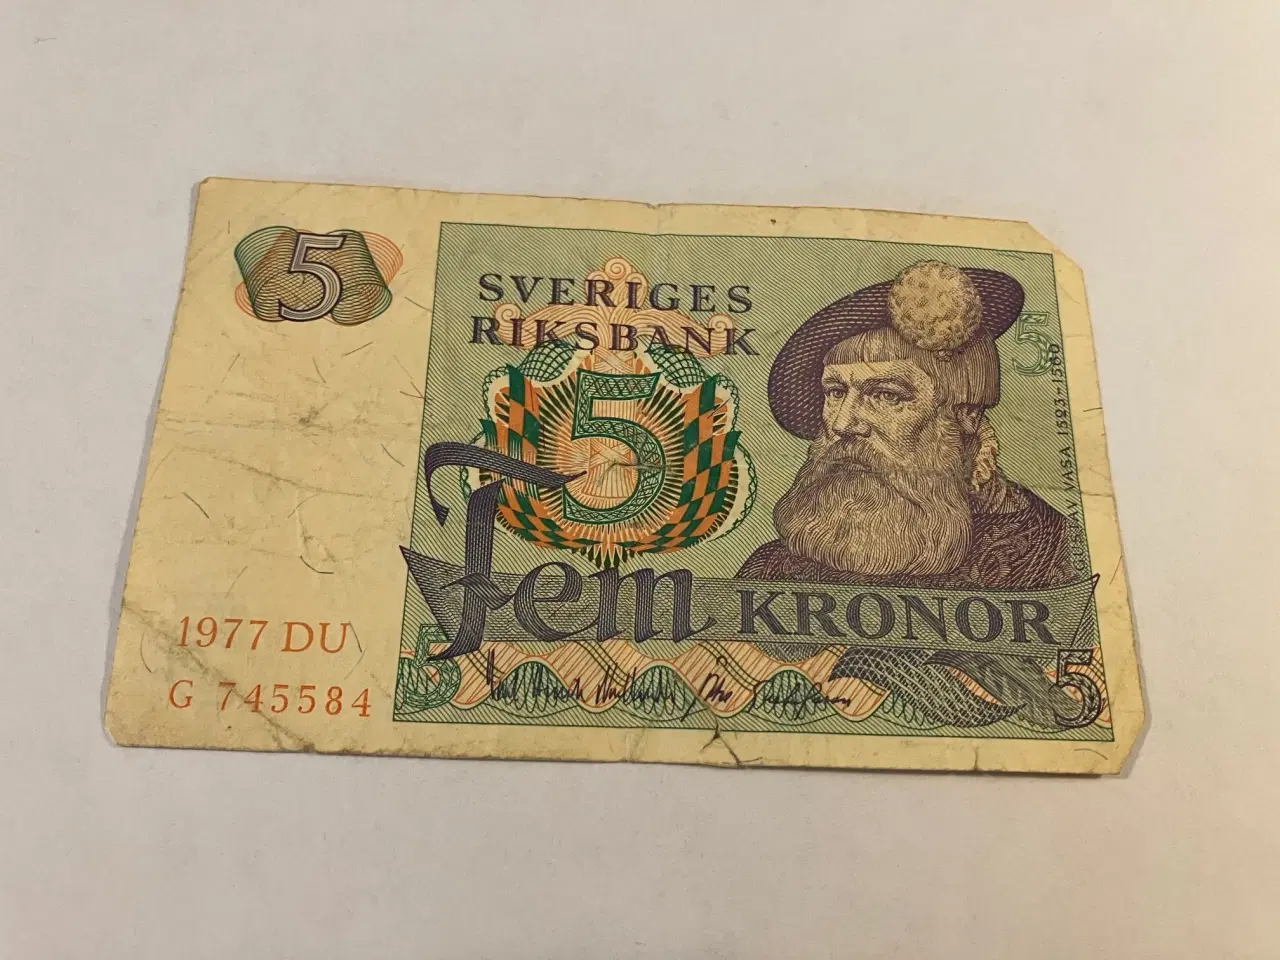 5
SVERIGES
RIKSBANK
5
5
GUSTAV VASA 1523-1560
Fem KRONOR
1977 DU
G 745584
5
5